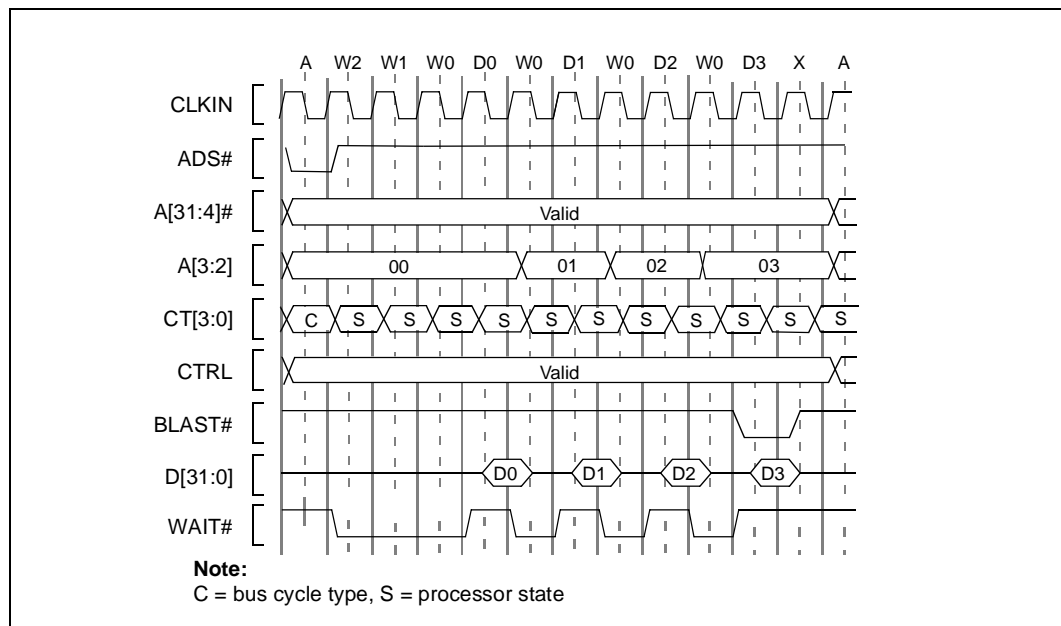 A W2 W1 W0 D0 W0 D1 W0 D2 W0 D3 X A
CLKIN
ADS#
A[31:4]# Valid
A[3:2] 00 01 02 03
CT[3:0] C S S S S S S S S S S S
CTRL Valid
BLAST#
D[31:0] D0 D1 D2 D3
WAIT#
Note:
C = bus cycle type, S = processor state